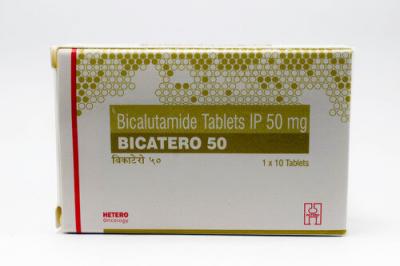 Bicalutamide Tablets IP 50 mg
BICATERO 50
बिकाटेरो ५०
1 x 10 Tablets
HETERO
Oncology